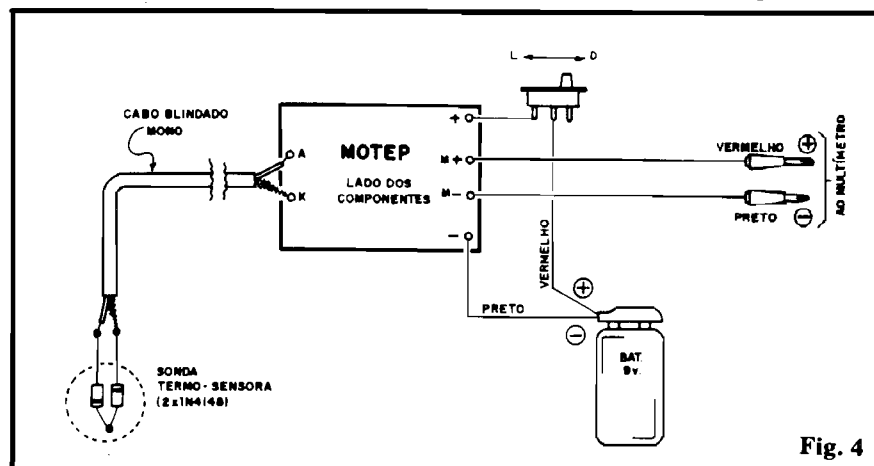 L D
CABO BLINDADO
MONO
A
K
MOTEP
LADO DOS
COMPONENTES
+
M+
M-
-
VERMELHO
+
PRETO
-
AO MULTÍMETRO
VERMELHO
+
PRETO
-
BAT.
9v.
SONDA
TERMO-SENSORA
(2x1N4148)
Fig. 4